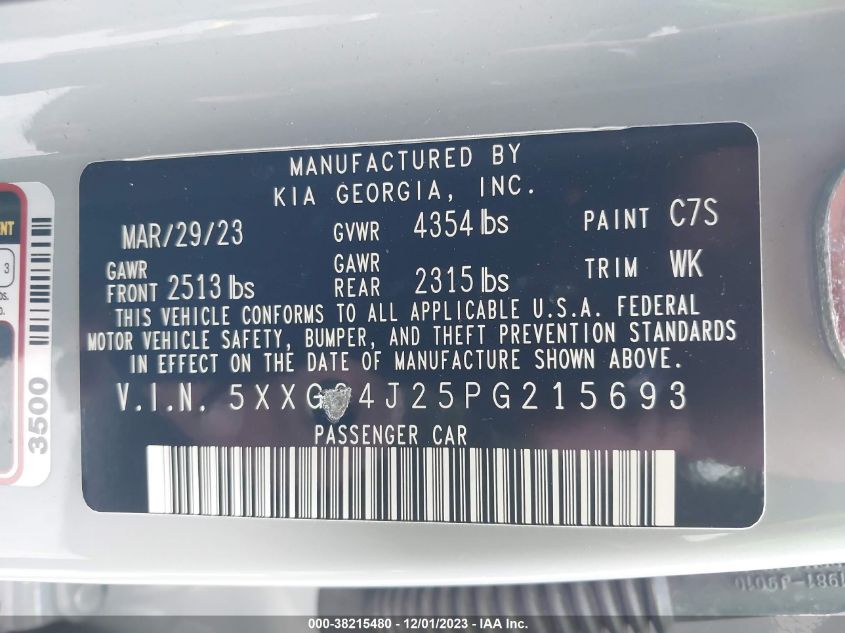 MANUFACTURED BY
KIA GEORGIA, INC.
MAR/29/23 GVWR 4354 lbs PAINT C7S
GAWR FRONT 2513 lbs GAWR REAR 2315 lbs TRIM WK
THIS VEHICLE CONFORMS TO ALL APPLICABLE U.S.A. FEDERAL
MOTOR VEHICLE SAFETY, BUMPER, AND THEFT PREVENTION STANDARDS
IN EFFECT ON THE DATE OF MANUFACTURE SHOWN ABOVE.
V.I.N.
PASSENGER CAR
3500
3
000-38215480 - 12/01/2023 - IAA Inc.